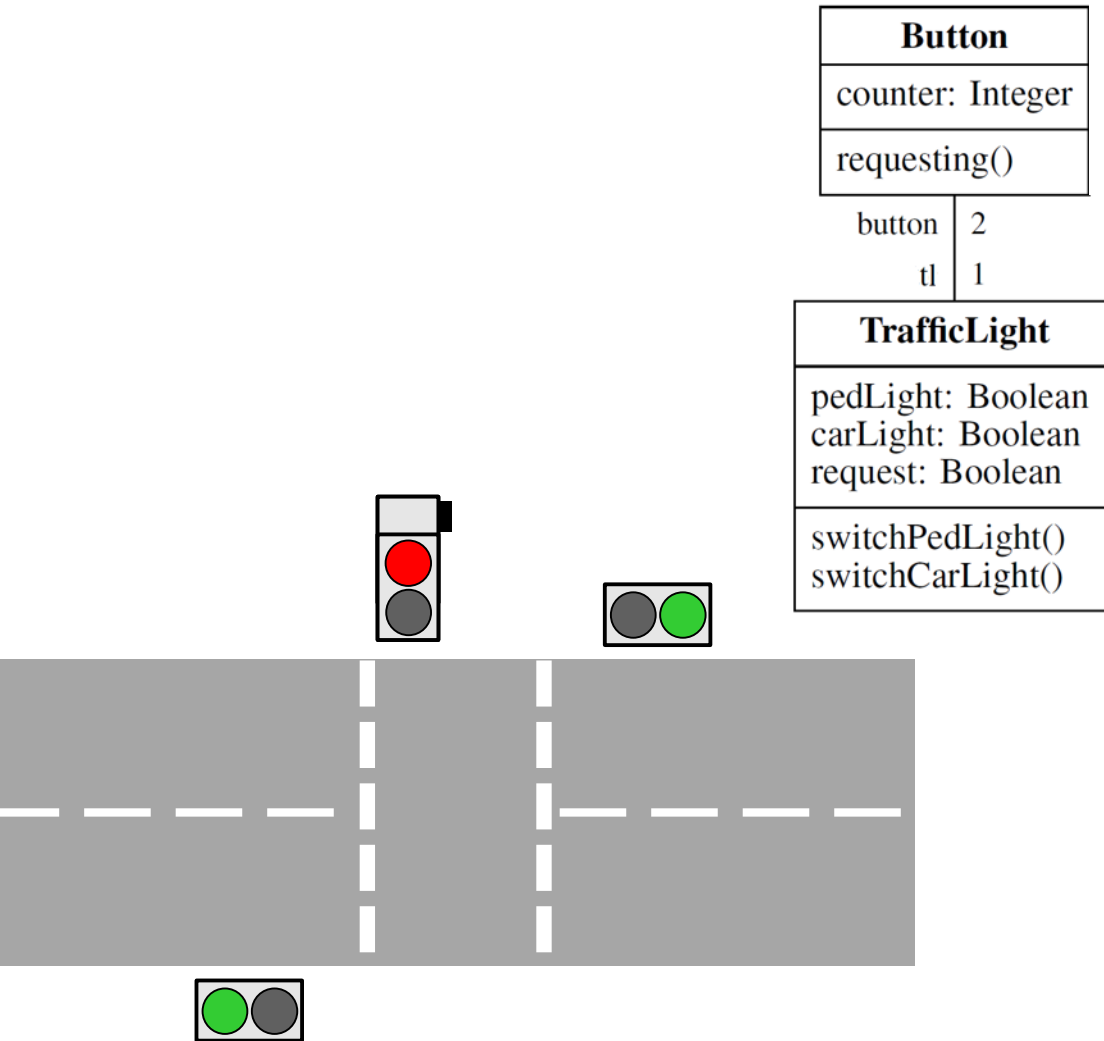 Button
counter: Integer
requesting()
button 2
tl 1
TrafficLight
pedLight: Boolean
carLight: Boolean
request: Boolean
switchPedLight()
switchCarLight()